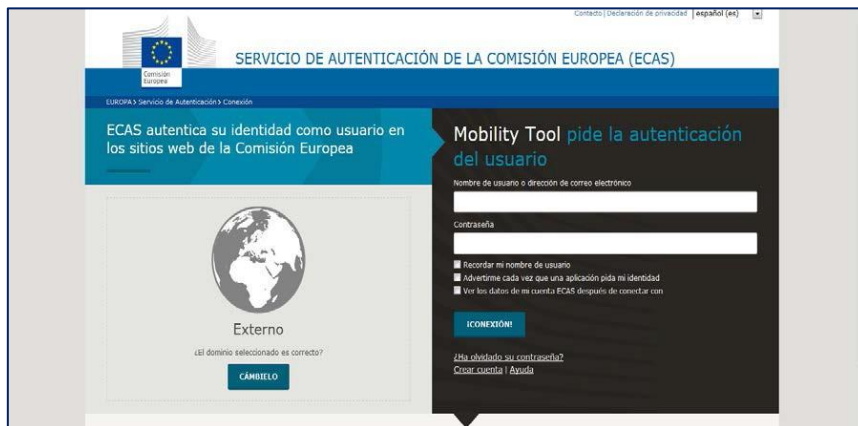 Contacto | Declaración de privacidad | español (es)
Comisión
Europea
SERVICIO DE AUTENTICACIÓN DE LA COMISIÓN EUROPEA (ECAS)
EUROPA > Servicio de Autenticación > Conexión
ECAS autentica su identidad como usuario en
los sitios web de la Comisión Europea
Externo
¿El dominio seleccionado es correcto?
CÁMBIELO
Mobility Tool pide la autenticación
del usuario
Nombre de usuario o dirección de correo electrónico
Contraseña
Recordar mi nombre de usuario
Advertirme cada vez que una aplicación pida mi identidad
Ver los datos de mi cuenta ECAS después de conectar con
¡CONEXIÓN!
¿Ha olvidado su contraseña?
Crear cuenta | Ayuda